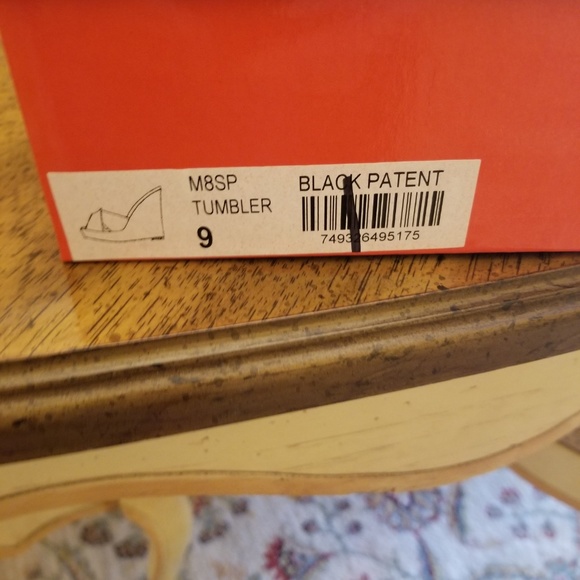 M8SP
TUMBLER
9
BLACK PATENT
749326495175